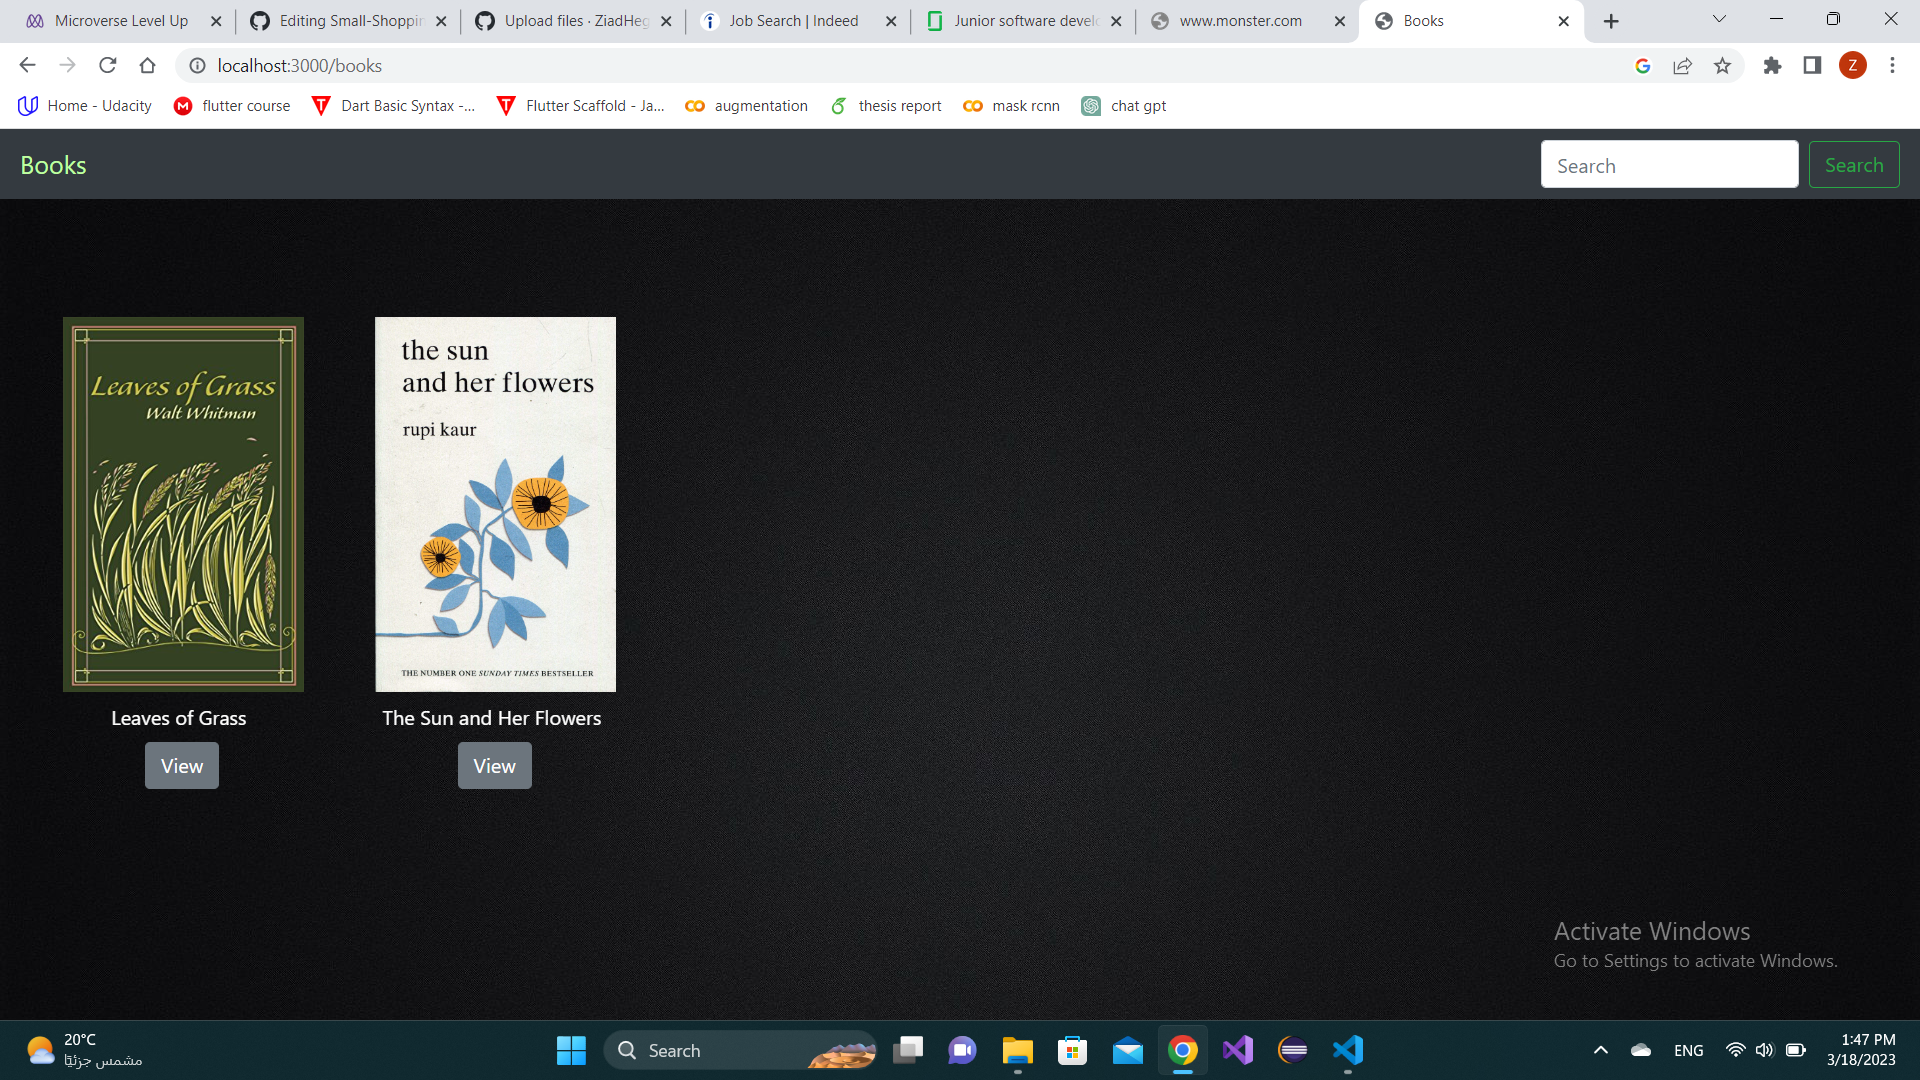 Microverse Level Up
Editing Small-Shoppin
Upload files · ZiadHeg
Job Search | Indeed
Junior software develo
www.monster.com
Books
localhost:3000/books
Z
Home - Udacity
flutter course
Dart Basic Syntax -...
Flutter Scaffold - Ja...
augmentation
thesis report
mask rcnn
chat gpt
Books
Search
Search
Leaves of Grass
Walt Whitman
the sun
and her flowers
rupi kaur
THE NUMBER ONE SUNDAY TIMES BESTSELLER
Leaves of Grass
The Sun and Her Flowers
View
View
Activate Windows
Go to Settings to activate Windows.
20°C
مشمس جزئيًا
Search
ENG
1:47 PM
3/18/2023